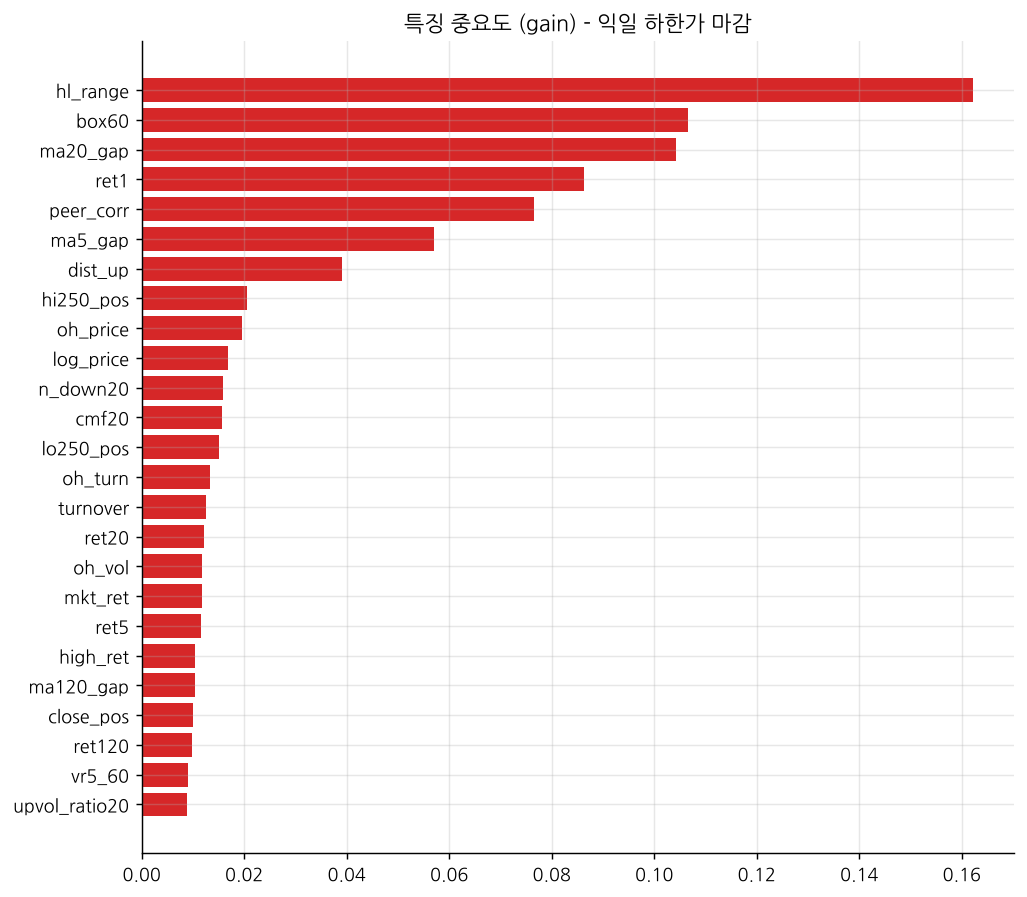 특징 중요도 (gain) - 익일 하한가 마감
hl_range
box60
ma20_gap
ret1
peer_corr
ma5_gap
dist_up
hi250_pos
oh_price
log_price
n_down20
cmf20
lo250_pos
oh_turn
turnover
ret20
oh_vol
mkt_ret
ret5
high_ret
ma120_gap
close_pos
ret120
vr5_60
upvol_ratio20
0.00 0.02 0.04 0.06 0.08 0.10 0.12 0.14 0.16